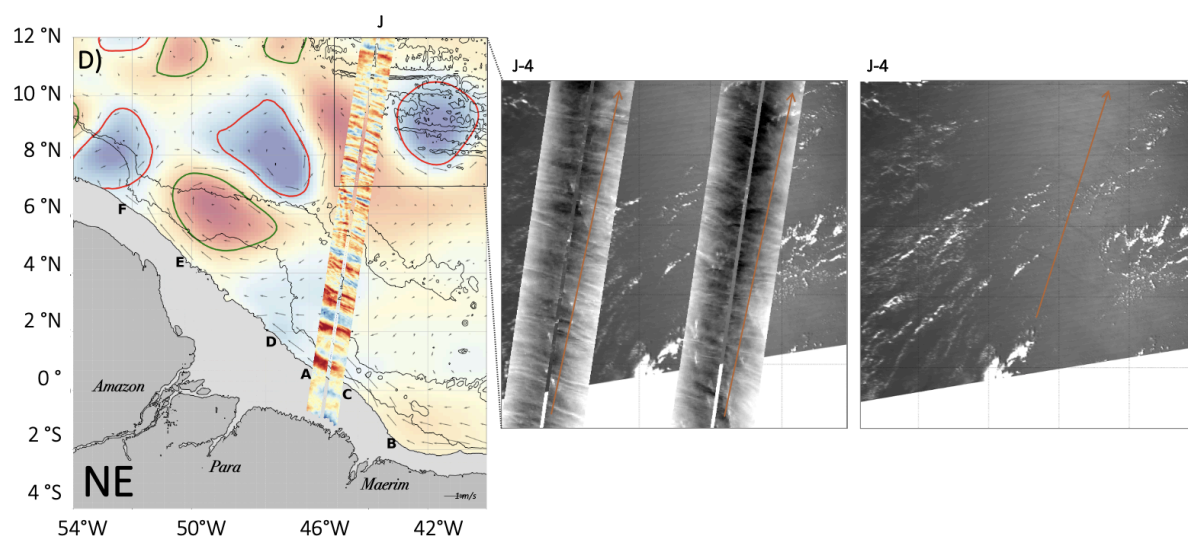 J
12 °N
D)
J-4
J-4
10 °N
8 °N
F
6 °N
E
4 °N
2 °N
D
A
0 °
Amazon
C
2 °S
B
Para
Maerim
4 °S
NE
1 m/s
54°W
50°W
46°W
42°W